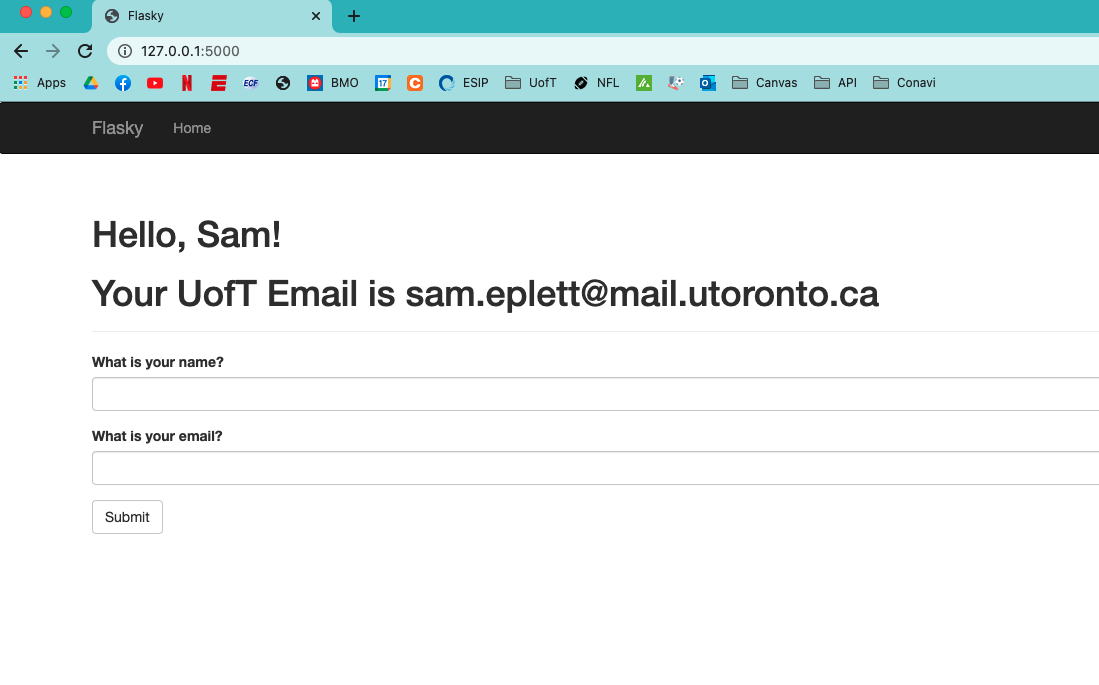 Flasky
127.0.0.1:5000
Apps ECF BMO 17 ESIP UofT NFL Canvas API Conavi
Flasky Home
Hello, Sam!
Your UofT Email is sam.eplett@mail.utoronto.ca
What is your name?
What is your email?
Submit